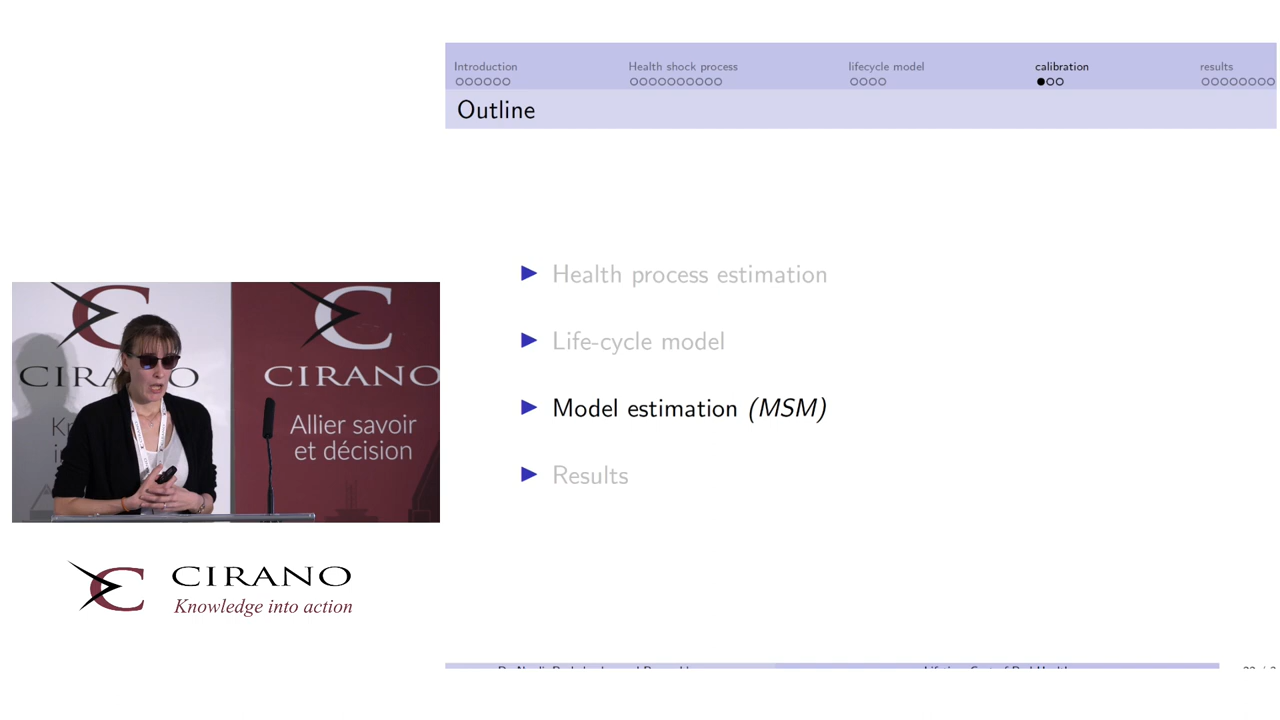 Introduction
Health shock process
lifecycle model
calibration
results
Outline
Health process estimation
Life-cycle model
Model estimation (MSM)
Results
CIRANO
CIRANO
Allier savoir
et décision
CIRANO
Knowledge into action